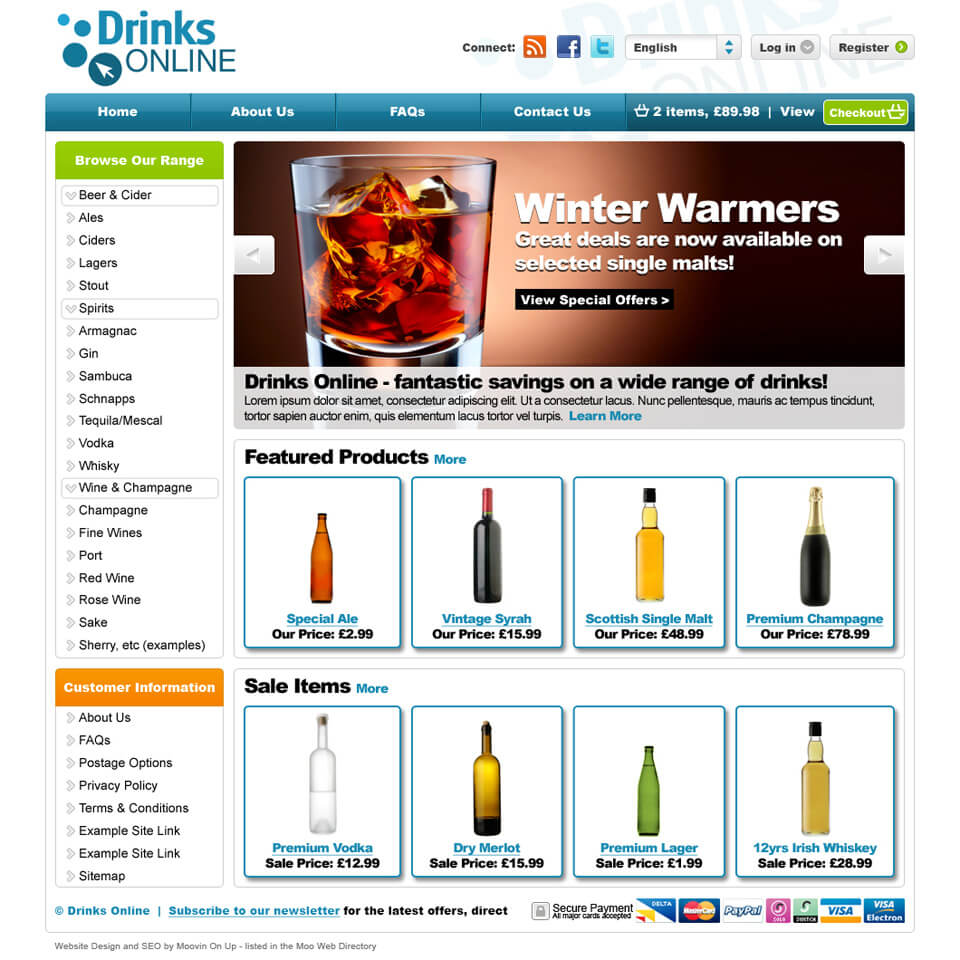 Drinks
ONLINE
Connect:
English
Log in
Register
Home
About Us
FAQs
Contact Us
2 items, £89.98 | View
Checkout
Browse Our Range
Beer & Cider
Ales
Ciders
Lagers
Stout
Spirits
Armagnac
Gin
Sambuca
Schnapps
Tequila/Mescal
Vodka
Whisky
Wine & Champagne
Champagne
Fine Wines
Port
Red Wine
Rose Wine
Sake
Sherry, etc (examples)
Customer Information
About Us
FAQs
Postage Options
Privacy Policy
Terms & Conditions
Example Site Link
Example Site Link
Sitemap
Winter Warmers
Great deals are now available on
selected single malts!
View Special Offers >
Drinks Online - fantastic savings on a wide range of drinks!
Lorem ipsum dolor sit amet, consectetur adipiscing elit. Ut a consectetur lacus. Nunc pellentesque, mauris ac tempus tincidunt,
tortor sapien auctor enim, quis elementum lacus tortor vel turpis. Learn More
Featured Products More
Special Ale
Our Price: £2.99
Vintage Syrah
Our Price: £15.99
Scottish Single Malt
Our Price: £48.99
Premium Champagne
Our Price: £78.99
Sale Items More
Premium Vodka
Sale Price: £12.99
Dry Merlot
Sale Price: £15.99
Premium Lager
Sale Price: £1.99
12yrs Irish Whiskey
Sale Price: £28.99
© Drinks Online | Subscribe to our newsletter for the latest offers, direct
Secure Payment
All major cards accepted
DELTA
MasterCard
PayPal
solo
switch
VISA
VISA
Electron
Website Design and SEO by Moovin On Up - listed in the Moo Web Directory